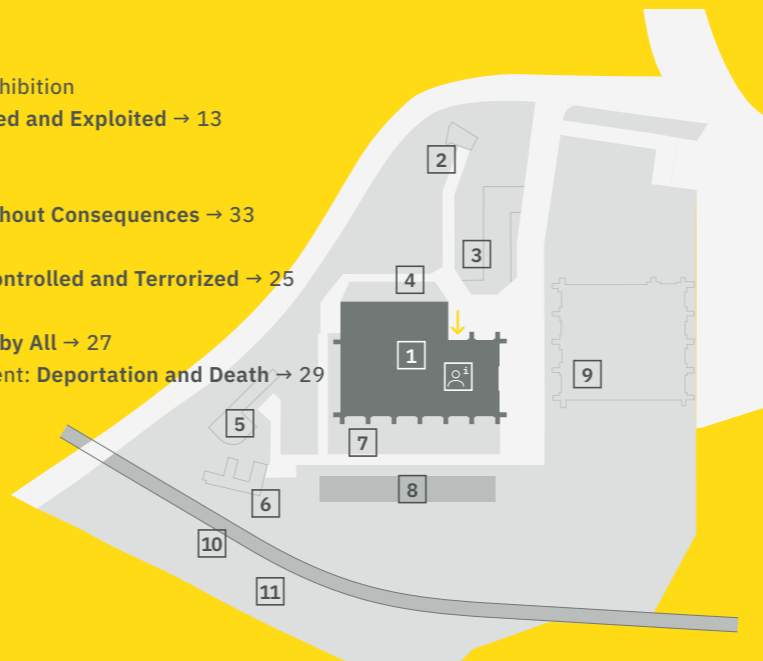 hibition
ed and Exploited → 13
hout Consequences → 33
ontrolled and Terrorized → 25
by All → 27
ent: Deportation and Death → 29
2
3
4
1
i
9
5
7
8
6
10
11